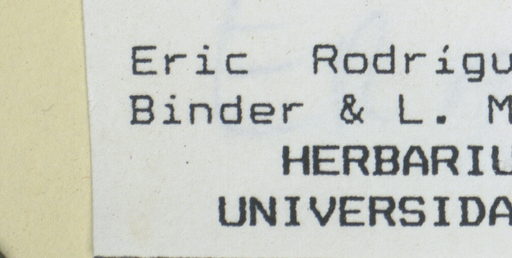 Eric Rodrígu
Binder & L. M
HERBARIU
UNIVERSIDA